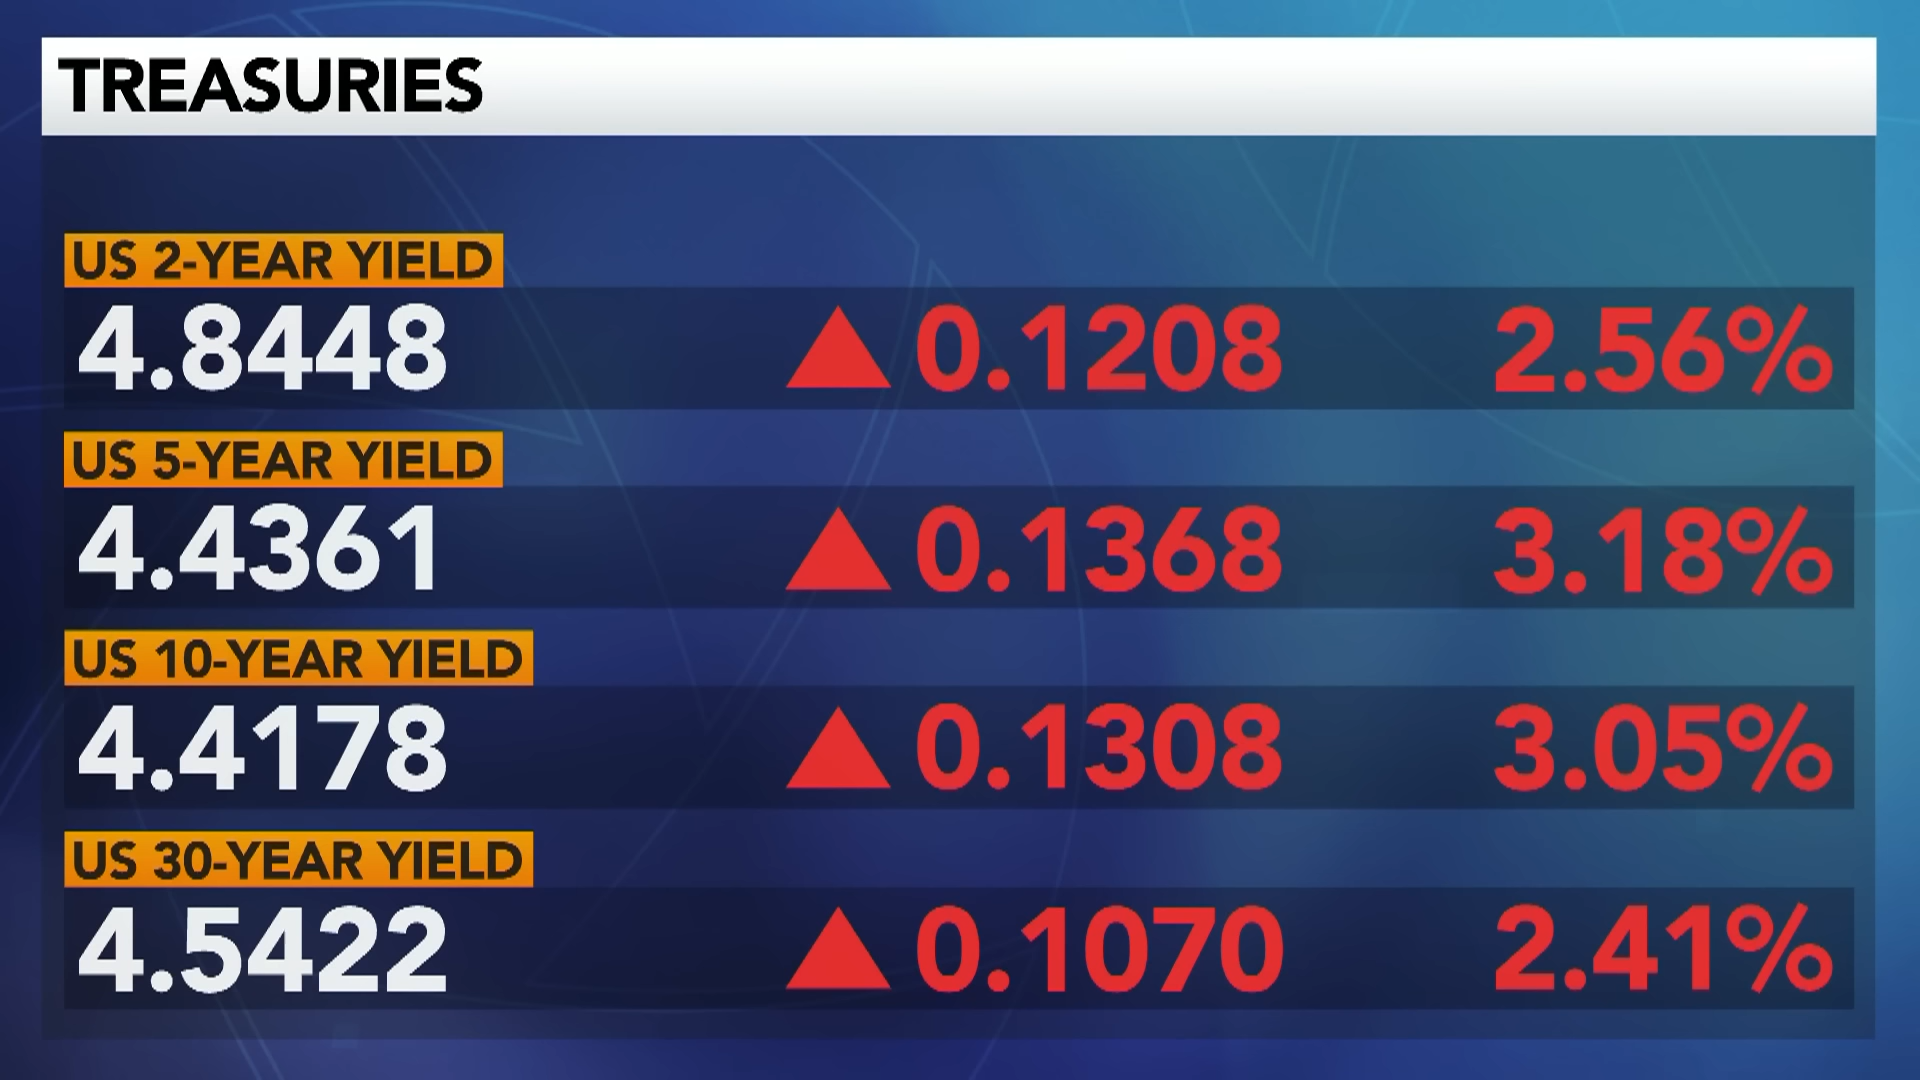 TREASURIES
US 2-YEAR YIELD
4.8448 ▲ 0.1208 2.56%
US 5-YEAR YIELD
4.4361 ▲ 0.1368 3.18%
US 10-YEAR YIELD
4.4178 ▲ 0.1308 3.05%
US 30-YEAR YIELD
4.5422 ▲ 0.1070 2.41%